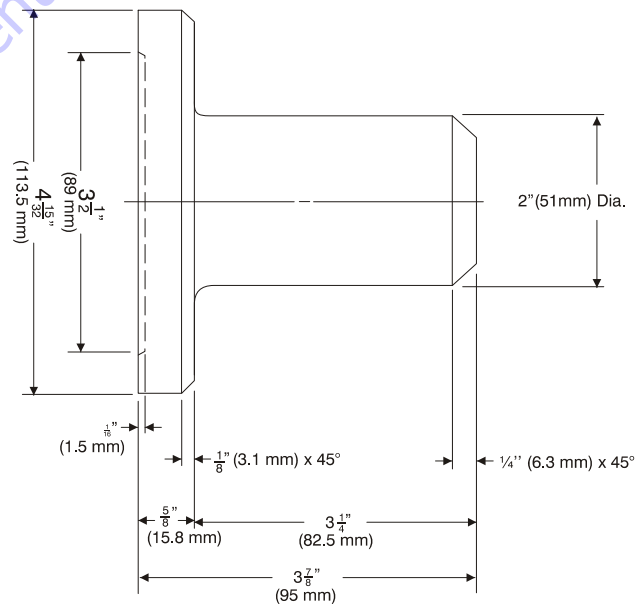 4 15/32”
(113.5 mm)
3 1/2”
(89 mm)
2”(51mm) Dia.
1/16”
(1.5 mm)
1/8” (3.1 mm) x 45°
¼’’ (6.3 mm) x 45°
5/8”
(15.8 mm)
3 1/4”
(82.5 mm)
3 7/8”
(95 mm)